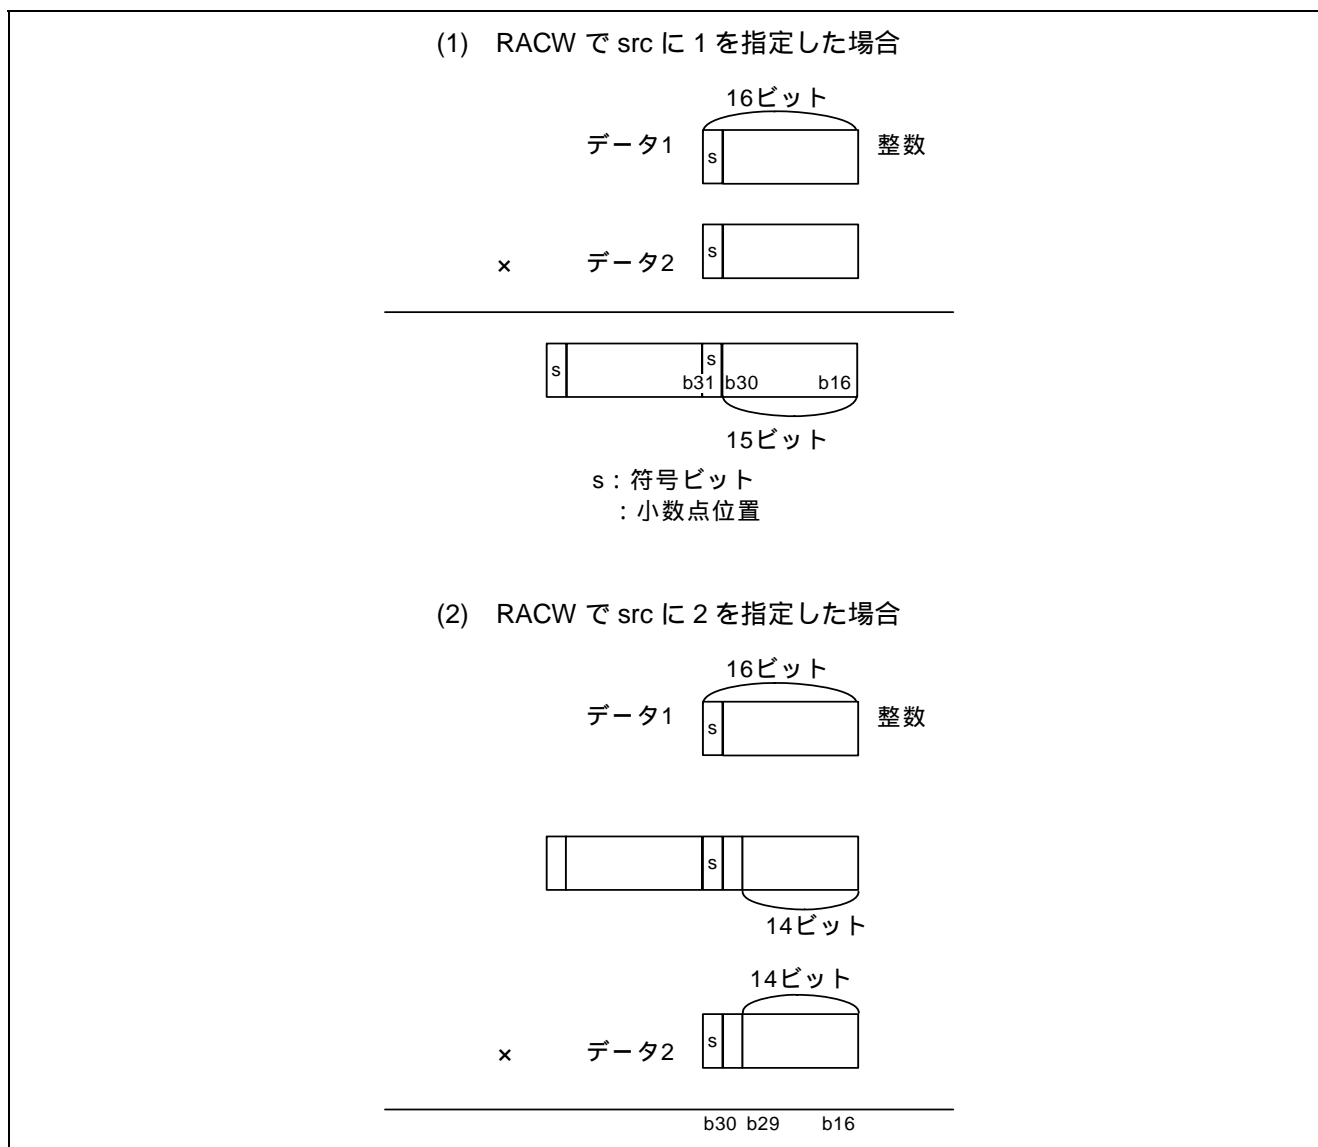 (1) RACW で src に 1 を指定した場合
16ビット
データ1 s 整数
× データ2 s
s s
b31 b30 b16
15ビット
s：符号ビット
：小数点位置
(2) RACW で src に 2 を指定した場合
16ビット
データ1 s 整数
s
14ビット
14ビット
× データ2 s
b30 b29 b16